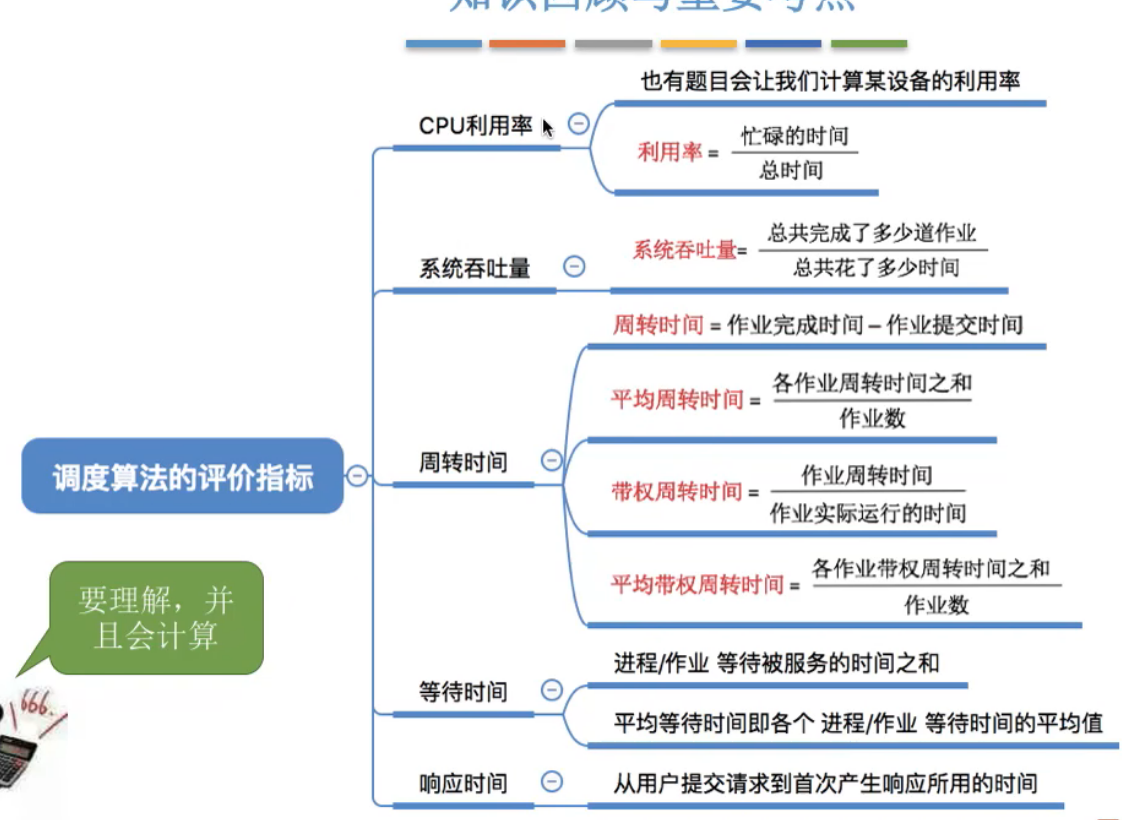 知识回顾与重要考点
也有题目会让我们计算某设备的利用率
CPU利用率
利用率 = 忙碌的时间
总时间
系统吞吐量
系统吞吐量= 总共完成了多少道作业
总共花了多少时间
周转时间 = 作业完成时间 – 作业提交时间
平均周转时间 = 各作业周转时间之和
作业数
周转时间
带权周转时间 = 作业周转时间
作业实际运行的时间
平均带权周转时间 = 各作业带权周转时间之和
作业数
调度算法的评价指标
要理解，并
且会计算
666.
等待时间
进程/作业 等待被服务的时间之和
平均等待时间即各个 进程/作业 等待时间的平均值
响应时间
从用户提交请求到首次产生响应所用的时间